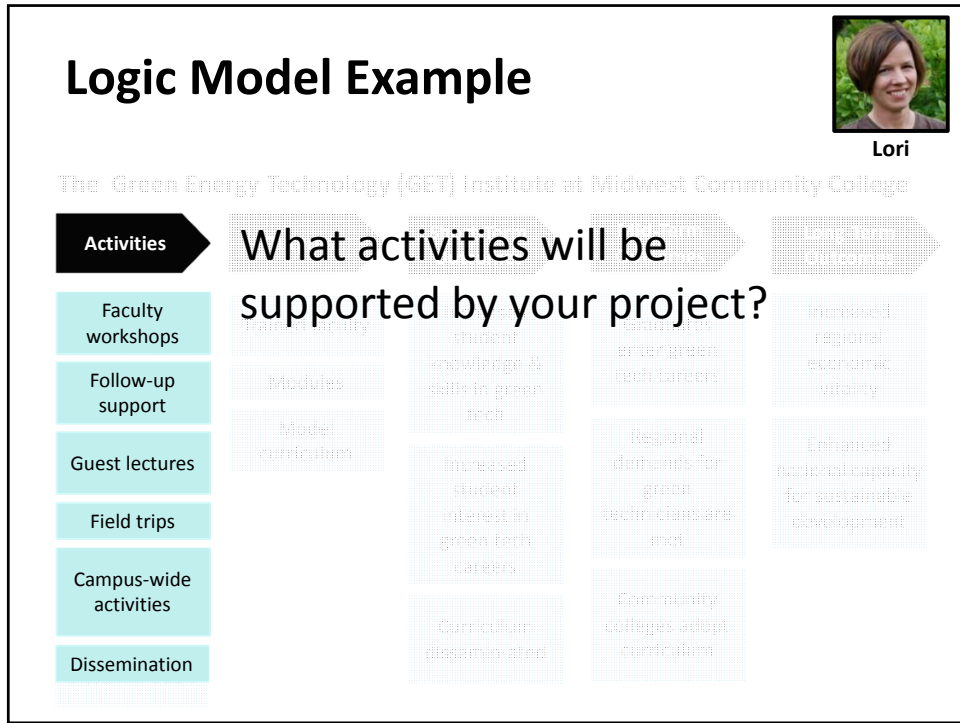 Logic Model Example
Lori
The Green Energy Technology (GET) Institute at Midwest Community College
Activities
What activities will be
supported by your project?
Long-Term
Outcomes
Faculty
workshops
Follow-up
support
Guest lectures
Field trips
Campus-wide
activities
Dissemination
Trained faculty
Modules
Model
curriculum
student
knowledge &
skills in green
tech
Increased
student
interest in
green tech
careers
Curriculum
disseminated
Graduates
enter green
tech careers
Regional
demands for
green
technicians are
met
Community
colleges adopt
curriculum
Increased
regional
economic
vitality
Enhanced
national capacity
for sustainable
development